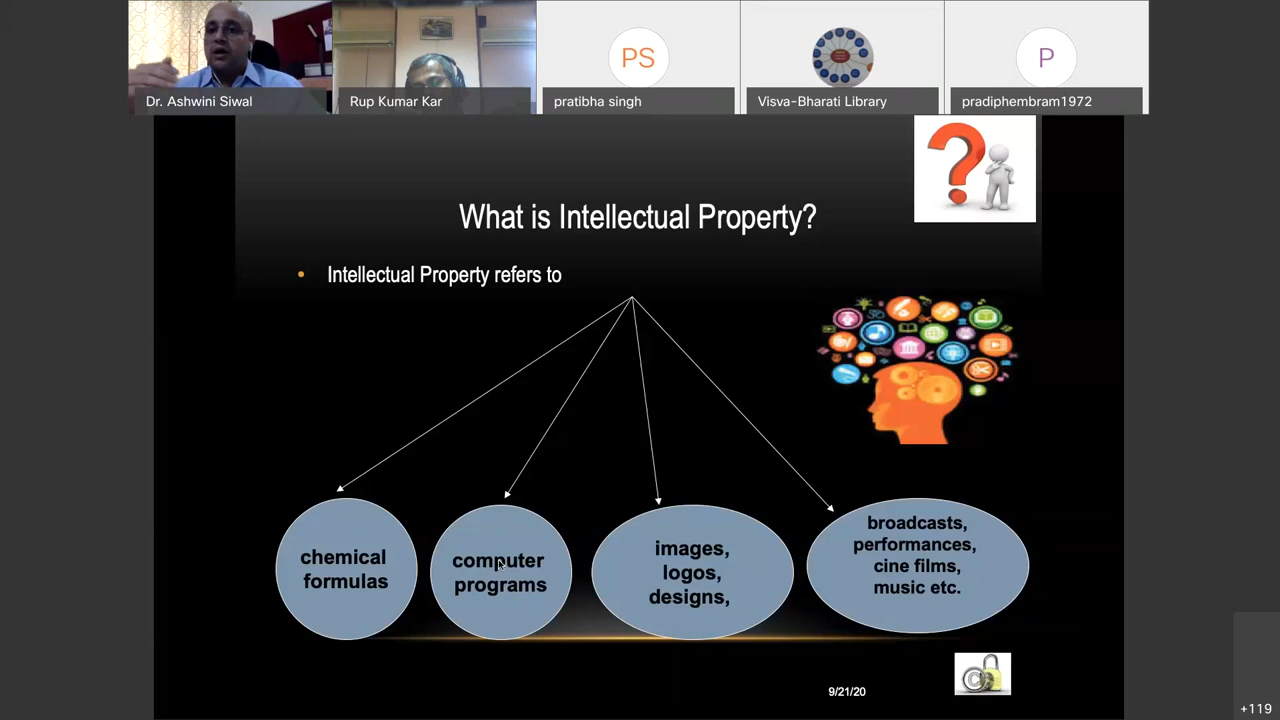 Dr. Ashwini Siwal
Rup Kumar Kar
PS
pratibha singh
Visva-Bharati Library
P
pradiphembram1972
What is Intellectual Property?
• Intellectual Property refers to
chemical
formulas
computer
programs
images,
logos,
designs,
broadcasts,
performances,
cine films,
music etc.
9/21/20
+119